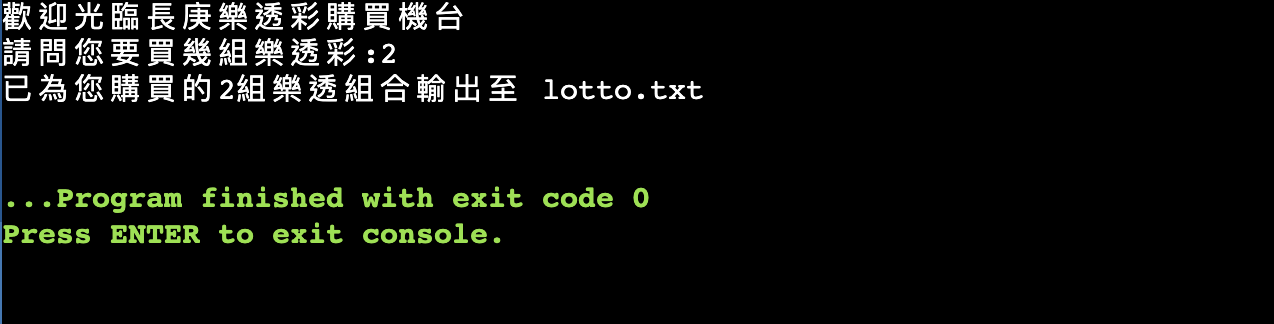 歡迎光臨長庚樂透彩購買機台
請問您要買幾組樂透彩:2
已為您購買的2組樂透組合輸出至 lotto.txt
...Program finished with exit code 0
Press ENTER to exit console.